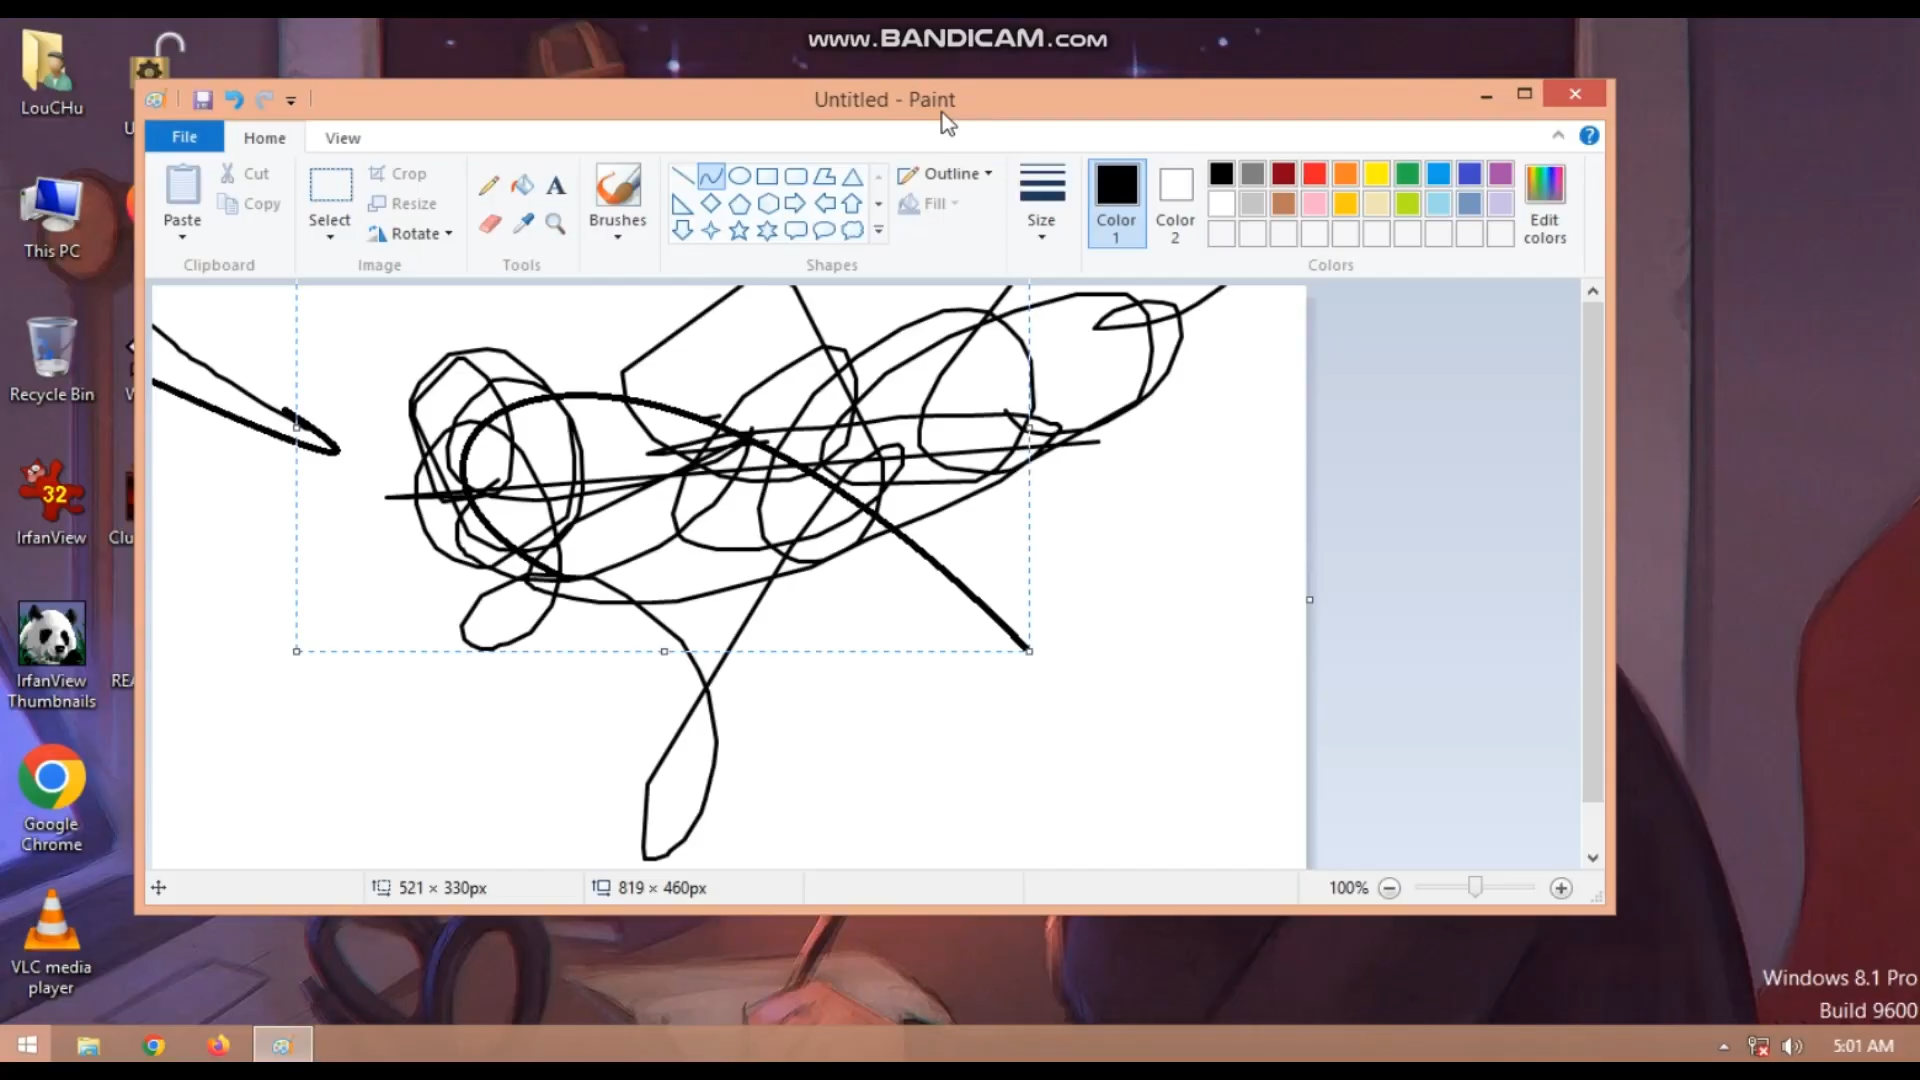 www.BANDICAM.com
LouCHu
U
Untitled - Paint
File Home View
Paste
Cut
Copy
Clipboard
Select
Crop
Resize
Rotate
Image
A
Tools
Brushes
Outline
Fill
Shapes
Size
Color 1
Color 2
Edit colors
Colors
This PC
Recycle Bin
W
32
IrfanView
Clu
IrfanView Thumbnails
REA
Google Chrome
VLC media player
521 × 330px
819 × 460px
100%
Windows 8.1 Pro
Build 9600
5:01 AM